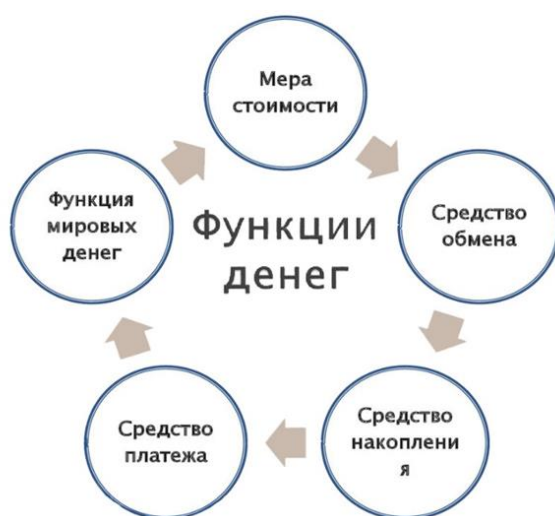 Мера
стоимости
Средство
обмена
Средство
накоплени
я
Средство
платежа
Функция
мировых
денег
Функции
денег